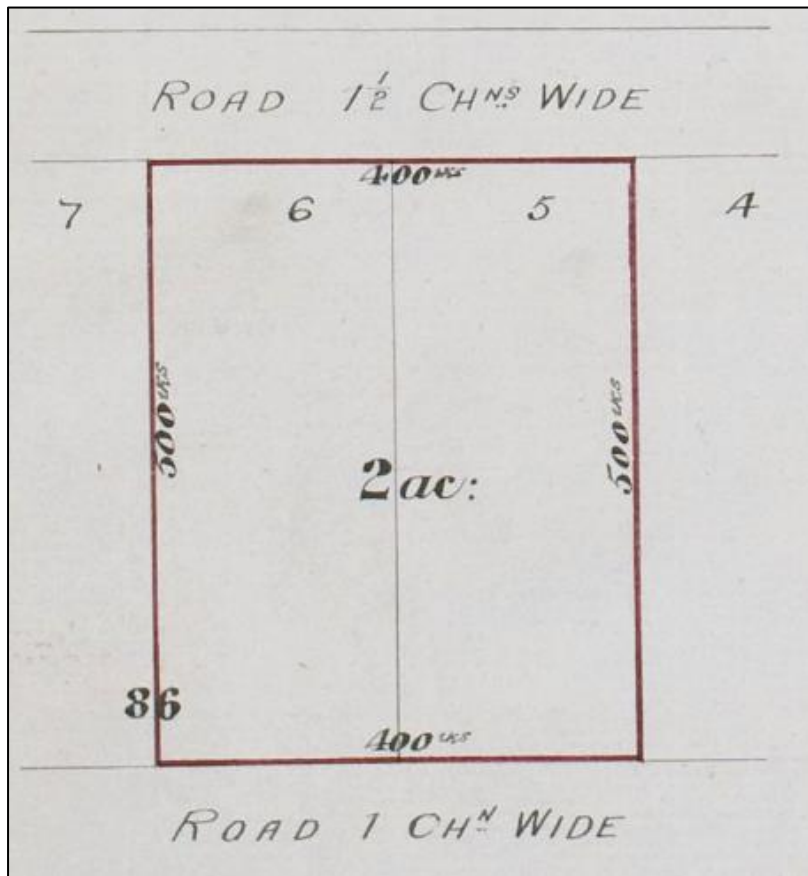 ROAD 1½ CHNS WIDE
400 LKS
7 6 5 4
500 LKS
500 LKS
2 ac:
86
400 LKS
ROAD 1 CHN WIDE